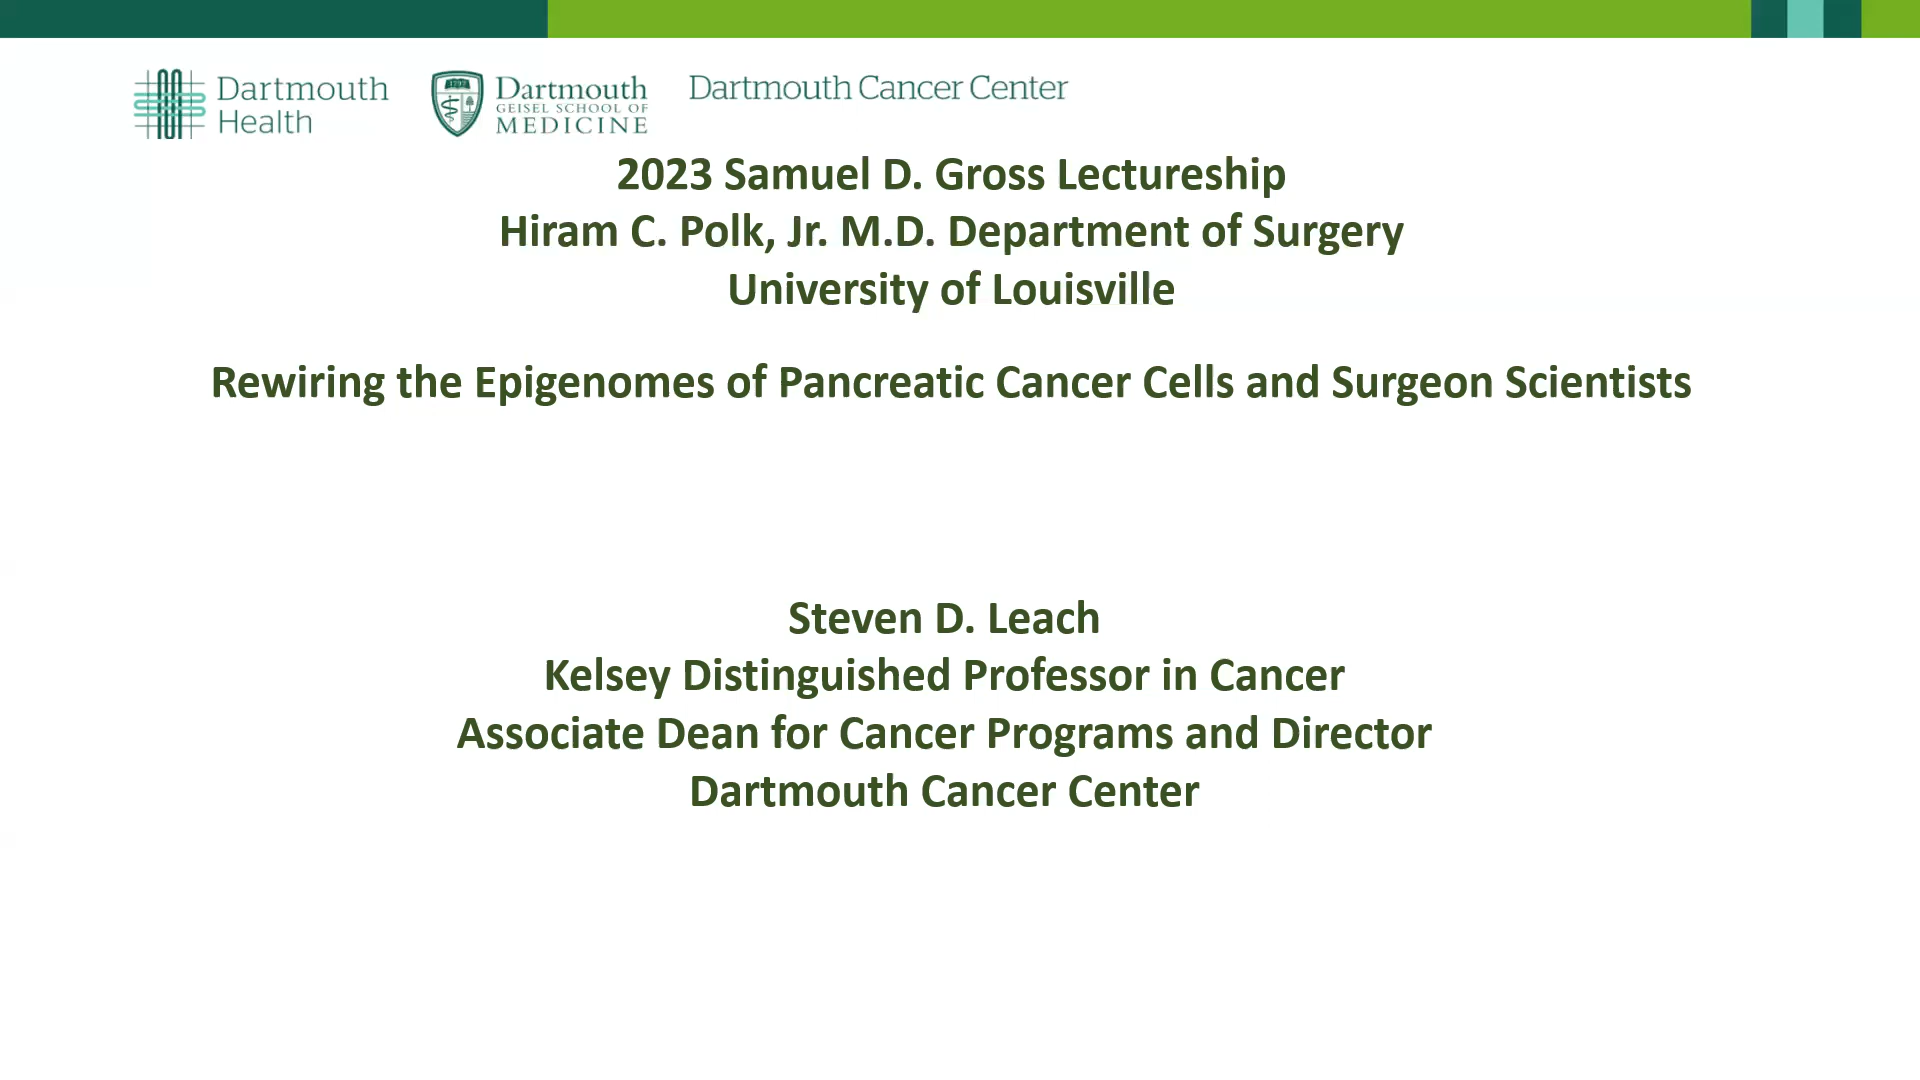 Dartmouth
Health
Dartmouth
GEISEL SCHOOL OF
MEDICINE
Dartmouth Cancer Center
2023 Samuel D. Gross Lectureship
Hiram C. Polk, Jr. M.D. Department of Surgery
University of Louisville
Rewiring the Epigenomes of Pancreatic Cancer Cells and Surgeon Scientists
Steven D. Leach
Kelsey Distinguished Professor in Cancer
Associate Dean for Cancer Programs and Director
Dartmouth Cancer Center